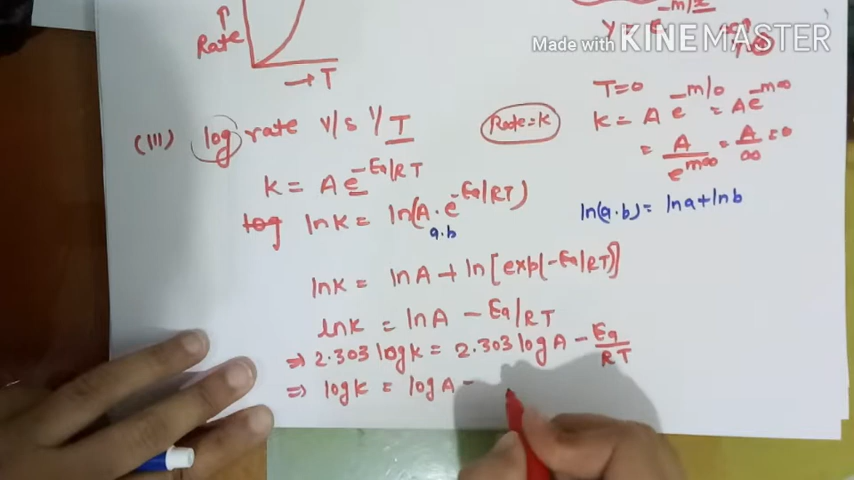 Rate
→ T
Made with KINEMASTER
(III) log rate V/s 1/T
Rate = k
T=0
k = A e^-m/0 = Ae^-m∞
= A/e^m∞ = A/∞ = 0
k = A e^-Ea/RT
log ln k = ln(A.e^-Ea/RT)
a.b
ln(a.b) = ln a + ln b
ln k = ln A + ln [exp(-Ea/RT)]
ln k = ln A - Ea/RT
⇒ 2.303 log k = 2.303 log A - Ea/RT
⇒ log k = log A -